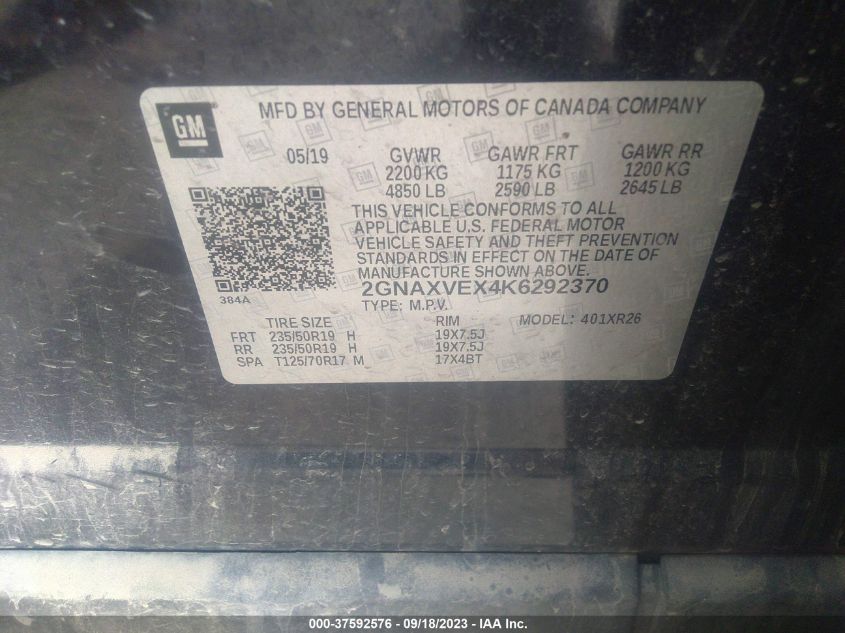 GM
MFD BY GENERAL MOTORS OF CANADA COMPANY
05/19 GVWR GAWR FRT GAWR RR
2200 KG 1175 KG 1200 KG
4850 LB 2590 LB 2645 LB
THIS VEHICLE CONFORMS TO ALL
APPLICABLE U.S. FEDERAL MOTOR
VEHICLE SAFETY AND THEFT PREVENTION
STANDARDS IN EFFECT ON THE DATE OF
MANUFACTURE SHOWN ABOVE.
384A
2GNAXVEX4K6292370
TYPE: M.P.V.
TIRE SIZE RIM MODEL: 401XR26
FRT 235/50R19 H 19X7.5J
RR 235/50R19 H 19X7.5J
SPA T125/70R17 M 17X4BT
000-37592576 - 09/18/2023 - IAA Inc.